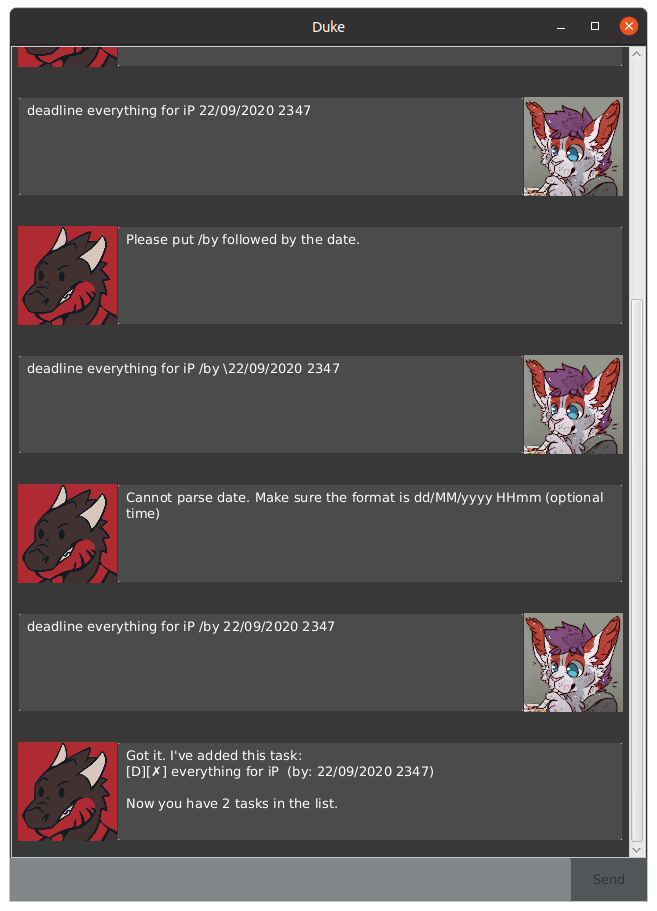 Duke
deadline everything for iP 22/09/2020 2347
Please put /by followed by the date.
deadline everything for iP /by \22/09/2020 2347
Cannot parse date. Make sure the format is dd/MM/yyyy HHmm (optional
time)
deadline everything for iP /by 22/09/2020 2347
Got it. I've added this task:
[D][✗] everything for iP  (by: 22/09/2020 2347)
Now you have 2 tasks in the list.
Send